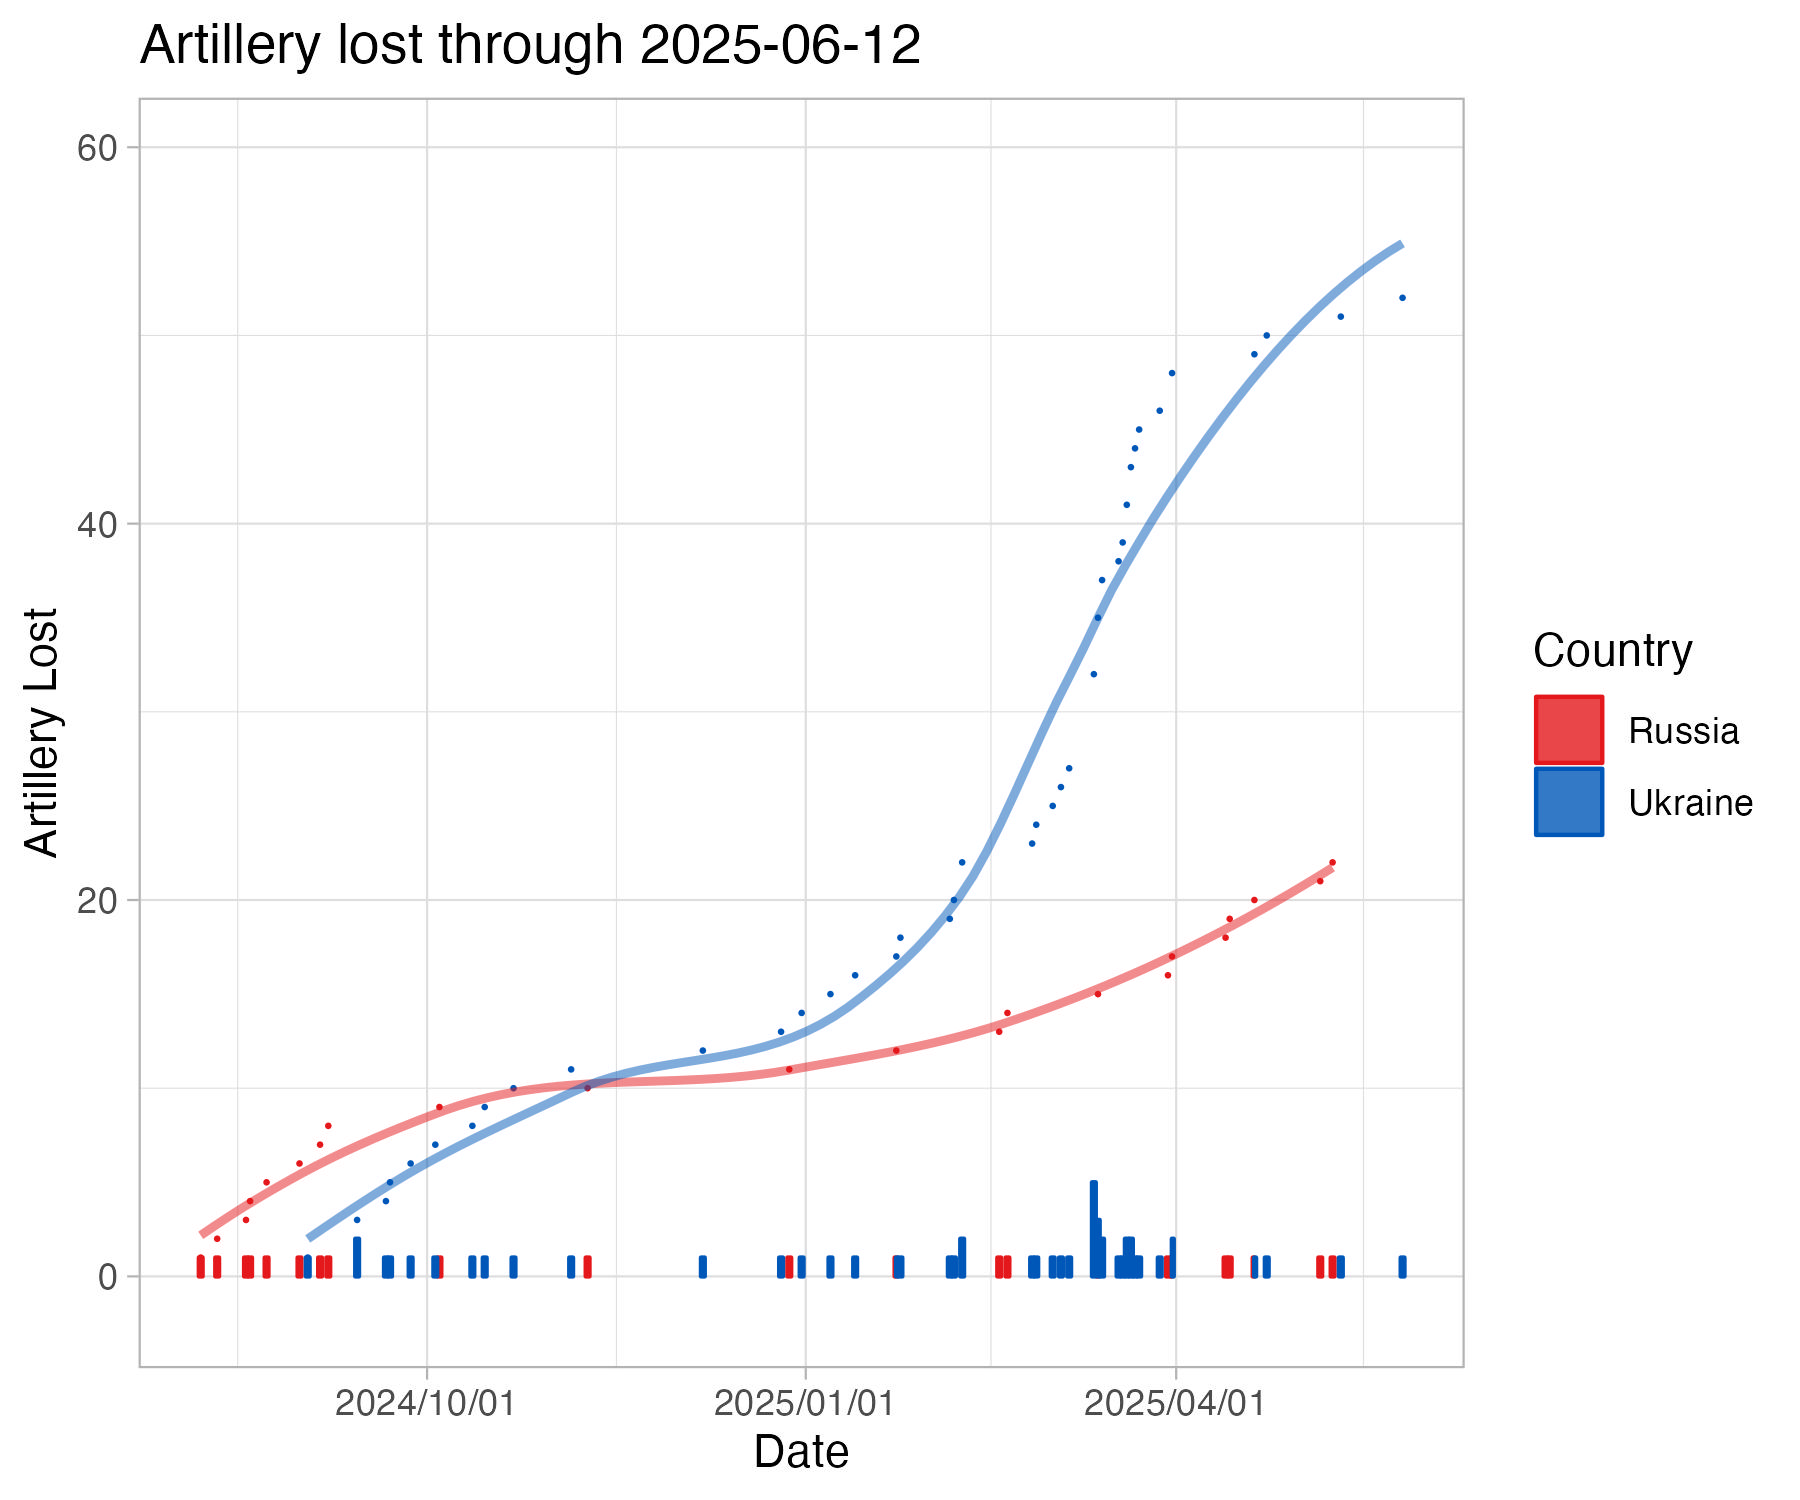 Artillery lost through 2025-06-12
60
40
20
0
Artillery Lost
2024/10/01
2025/01/01
2025/04/01
Date
Country
Russia
Ukraine